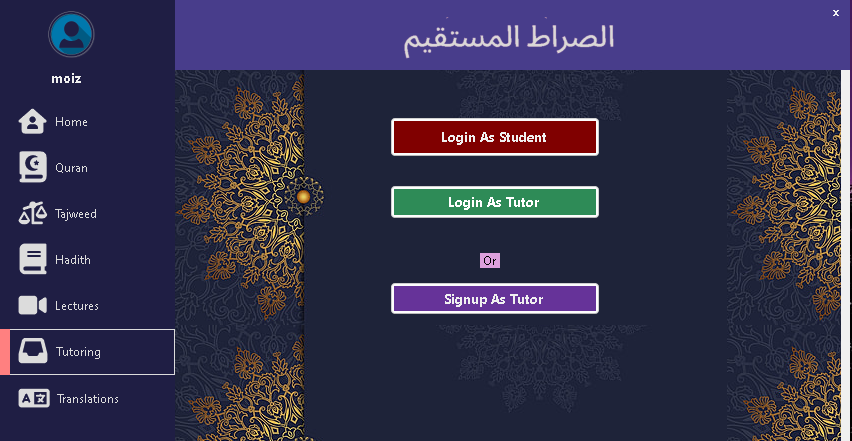 x
الصراط المستقيم
moiz
Home
Quran
Tajweed
Hadith
Lectures
Tutoring
Translations
Login As Student
Login As Tutor
Or
Signup As Tutor